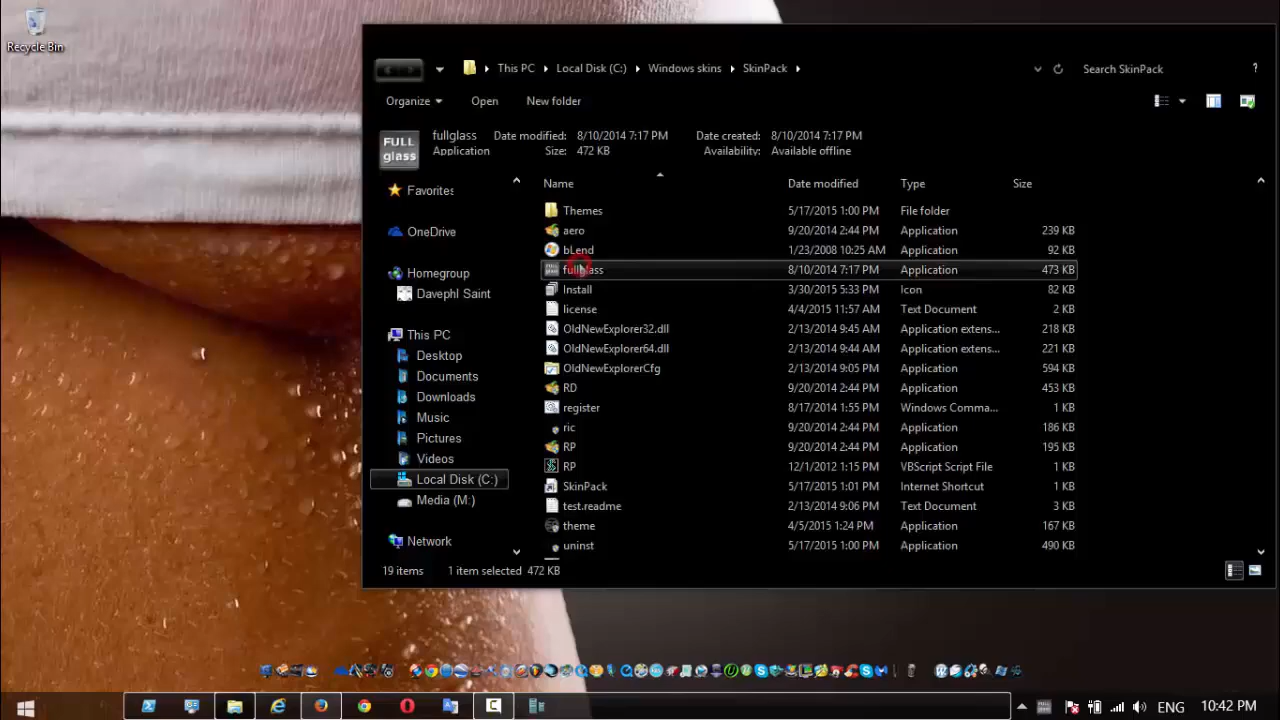 Recycle Bin
This PC Local Disk (C:) Windows skins SkinPack Search SkinPack ?
Organize Open New folder
FULL glass
fullglass Date modified: 8/10/2014 7:17 PM Date created: 8/10/2014 7:17 PM
Application Size: 472 KB Availability: Available offline
Name Date modified Type Size
Favorites
OneDrive
Homegroup
Davephl Saint
This PC
Desktop
Documents
Downloads
Music
Pictures
Videos
Local Disk (C:)
Media (M:)
Network
Themes 5/17/2015 1:00 PM File folder
aero 9/20/2014 2:44 PM Application 239 KB
bLend 1/23/2008 10:25 AM Application 92 KB
fullglass 8/10/2014 7:17 PM Application 473 KB
Install 3/30/2015 5:33 PM Icon 82 KB
license 4/4/2015 11:57 AM Text Document 2 KB
OldNewExplorer32.dll 2/13/2014 9:45 AM Application extens... 218 KB
OldNewExplorer64.dll 2/13/2014 9:44 AM Application extens... 221 KB
OldNewExplorerCfg 2/13/2014 9:05 PM Application 594 KB
RD 9/20/2014 2:44 PM Application 453 KB
register 8/17/2014 1:55 PM Windows Comma... 1 KB
ric 9/20/2014 2:44 PM Application 186 KB
RP 9/20/2014 2:44 PM Application 195 KB
RP 12/1/2012 1:15 PM VBScript Script File 1 KB
SkinPack 5/17/2015 1:01 PM Internet Shortcut 1 KB
test.readme 2/13/2014 9:06 PM Text Document 3 KB
theme 4/5/2015 1:24 PM Application 167 KB
uninst 5/17/2015 1:00 PM Application 490 KB
19 items 1 item selected 472 KB
ENG 10:42 PM